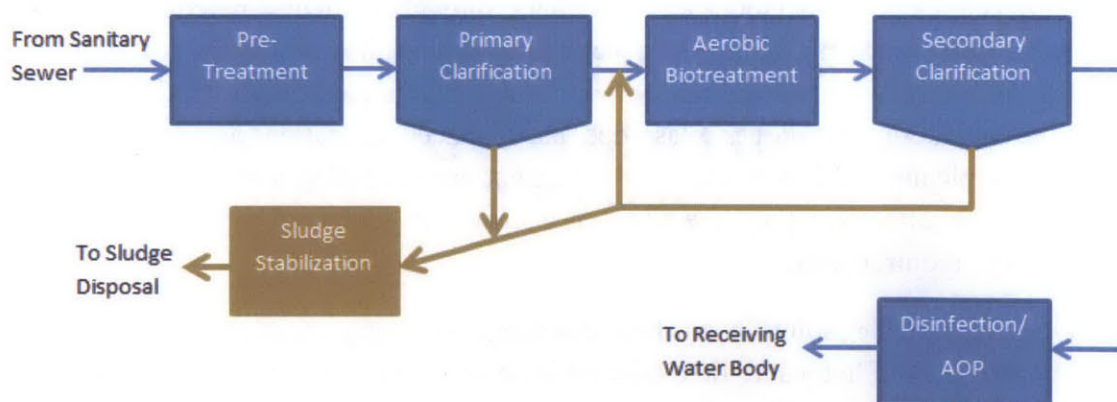 From Sanitary
Sewer
Pre-
Treatment
Primary
Clarification
Aerobic
Biotreatment
Secondary
Clarification
Sludge
Stabilization
To Sludge
Disposal
Disinfection/
AOP
To Receiving
Water Body